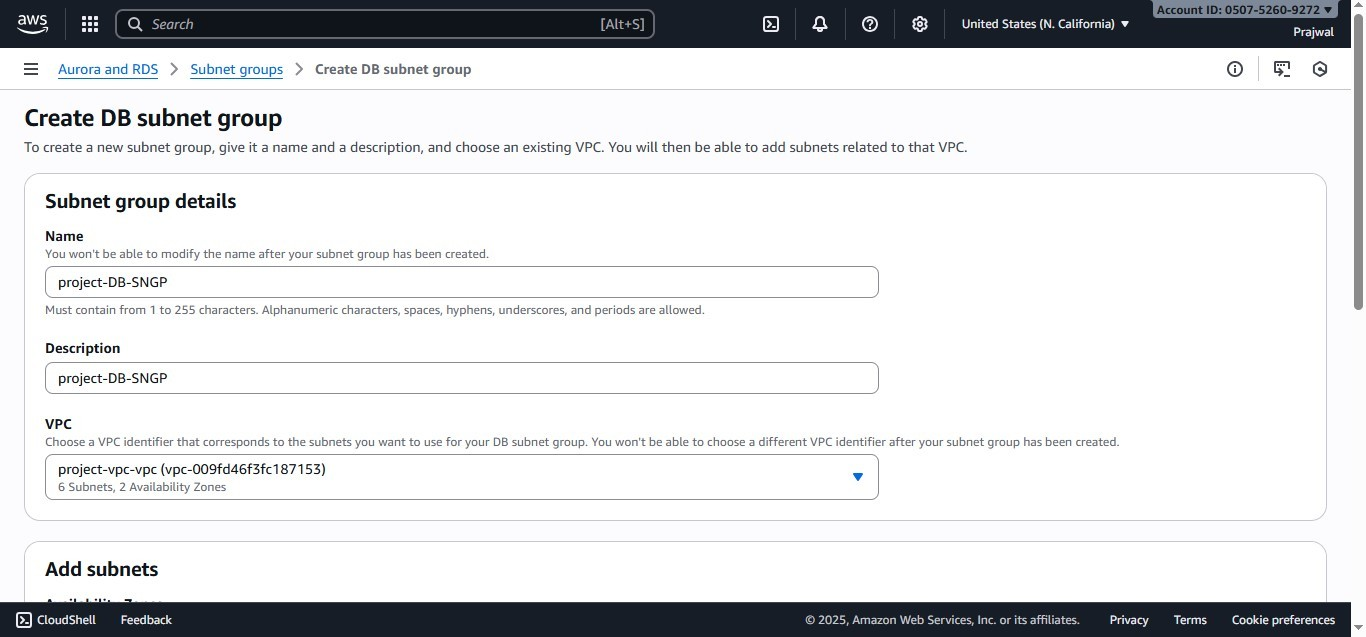 aws
Search [Alt+S]
United States (N. California) ▼
Account ID: 0507-5260-9272 ▼
Prajwal
Aurora and RDS > Subnet groups > Create DB subnet group
Create DB subnet group
To create a new subnet group, give it a name and a description, and choose an existing VPC. You will then be able to add subnets related to that VPC.
Subnet group details
Name
You won't be able to modify the name after your subnet group has been created.
project-DB-SNGP
Must contain from 1 to 255 characters. Alphanumeric characters, spaces, hyphens, underscores, and periods are allowed.
Description
project-DB-SNGP
VPC
Choose a VPC identifier that corresponds to the subnets you want to use for your DB subnet group. You won't be able to choose a different VPC identifier after your subnet group has been created.
project-vpc-vpc (vpc-009fd46f3fc187153)
6 Subnets, 2 Availability Zones
Add subnets
Availability Zones
CloudShell Feedback © 2025, Amazon Web Services, Inc. or its affiliates. Privacy Terms Cookie preferences